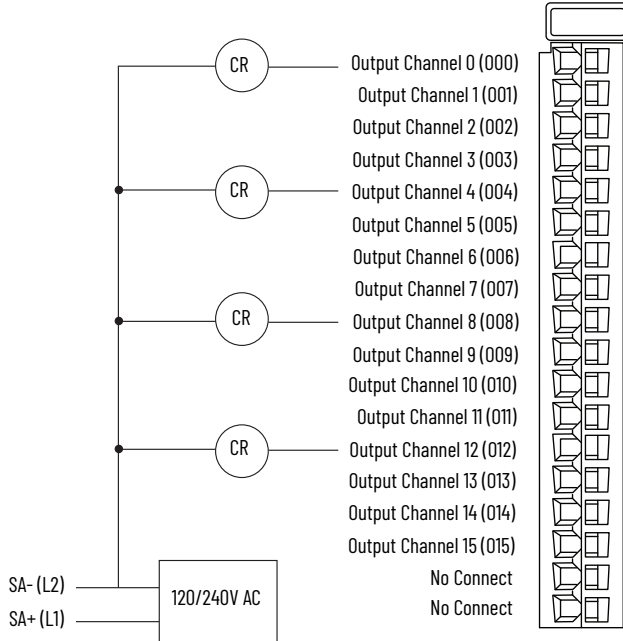 CR Output Channel 0 (000)
Output Channel 1 (001)
Output Channel 2 (002)
Output Channel 3 (003)
CR Output Channel 4 (004)
Output Channel 5 (005)
Output Channel 6 (006)
Output Channel 7 (007)
CR Output Channel 8 (008)
Output Channel 9 (009)
Output Channel 10 (010)
Output Channel 11 (011)
CR Output Channel 12 (012)
Output Channel 13 (013)
Output Channel 14 (014)
Output Channel 15 (015)
No Connect
No Connect
SA- (L2)
SA+ (L1)
120/240V AC